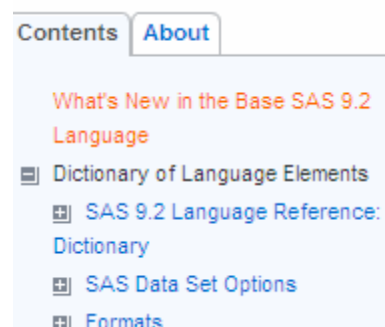 Contents About
What's New in the Base SAS 9.2
Language
Dictionary of Language Elements
SAS 9.2 Language Reference:
Dictionary
SAS Data Set Options
Formats